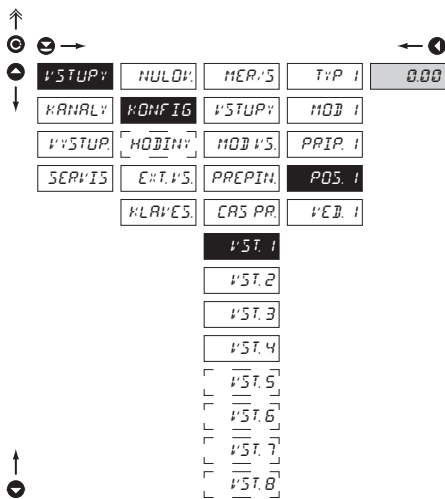 VSTUPY NULOV. MER/S TYP 1 0.00
KANALY KONFIG VSTUPY MOD 1
VYSTUP. HODINY MOD VS. PRIP. 1
SERVIS EXT. VS. PREPIN. POS. 1
KLAVES. CAS PR. VED. 1
VST. 1
VST. 2
VST. 3
VST. 4
VST. 5
VST. 6
VST. 7
VST. 8